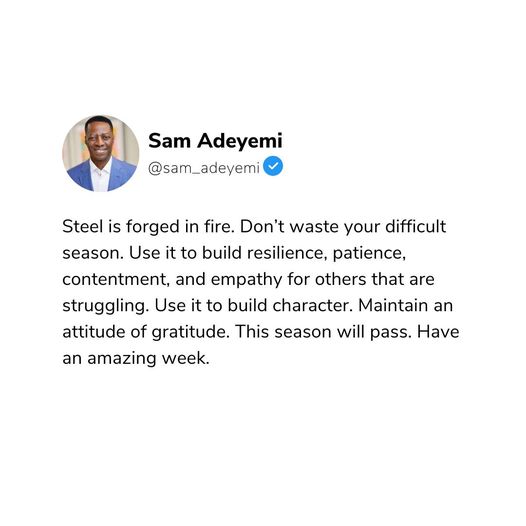 Sam Adeyemi
@sam_adeyemi
Steel is forged in fire. Don’t waste your difficult
season. Use it to build resilience, patience,
contentment, and empathy for others that are
struggling. Use it to build character. Maintain an
attitude of gratitude. This season will pass. Have
an amazing week.